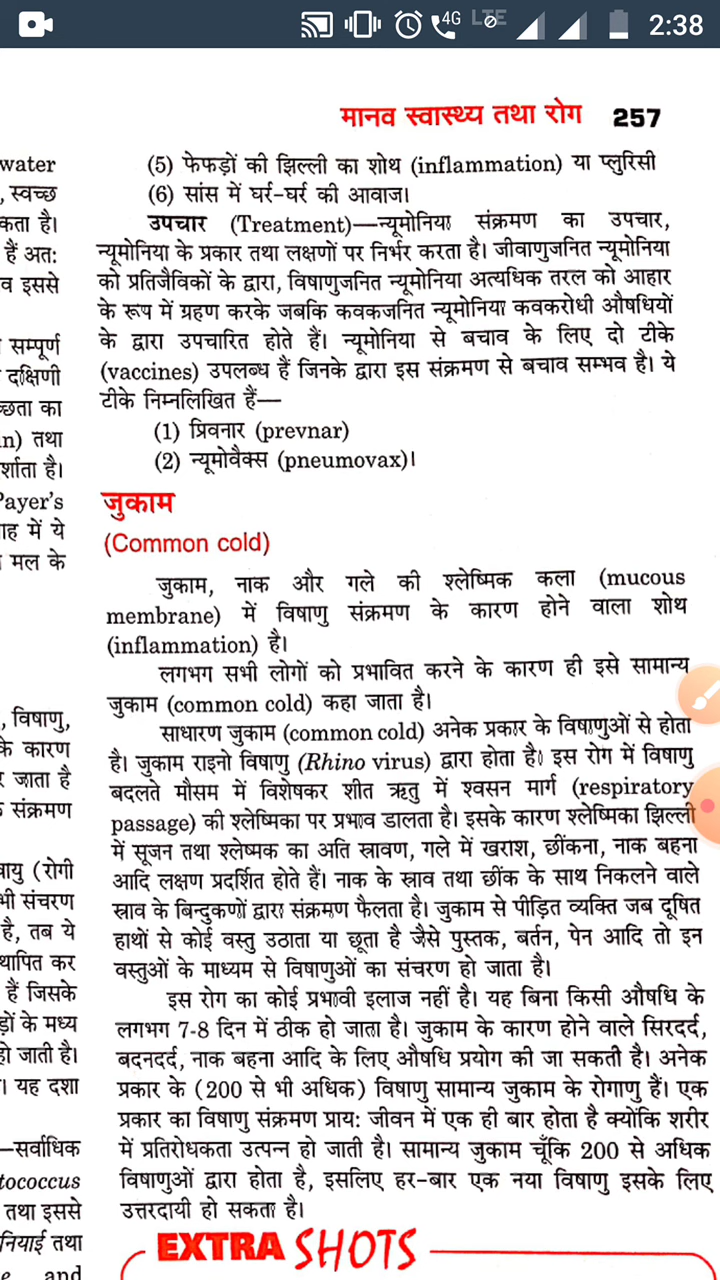 4G LTE 2:38
मानव स्वास्थ्य तथा रोग 257
water
, स्वच्छ
कता है।
हैं अतः
व इससे
सम्पूर्ण
दक्षिणी
च्छता का
in) तथा
र्शाता है।
Payer's
ाह में ये
मल के
, विषाणु,
के कारण
र जाता है
संक्रमण
ायु (रोगी
भी संचरण
है, तब ये
थापित कर
हैं जिसके
ड़ों के मध्य
हो जाती है।
। यह दशा
—सर्वाधिक
tococcus
तथा इससे
नियाई तथा
and
(5) फेफड़ों की झिल्ली का शोथ (inflammation) या प्लुरिसी
(6) सांस में घर्र-घर्र की आवाज।
उपचार (Treatment)—न्यूमोनिया संक्रमण का उपचार,
न्यूमोनिया के प्रकार तथा लक्षणों पर निर्भर करता है। जीवाणुजनित न्यूमोनिया
को प्रतिजैविकों के द्वारा, विषाणुजनित न्यूमोनिया अत्यधिक तरल को आहार
के रूप में ग्रहण करके जबकि कवकजनित न्यूमोनिया कवकरोधी औषधियों
के द्वारा उपचारित होते हैं। न्यूमोनिया से बचाव के लिए दो टीके
(vaccines) उपलब्ध हैं जिनके द्वारा इस संक्रमण से बचाव सम्भव है। ये
टीके निम्नलिखित हैं—
(1) प्रिवनार (prevnar)
(2) न्यूमोवैक्स (pneumovax)।
जुकाम
(Common cold)
जुकाम, नाक और गले की श्लेष्मिक कला (mucous
membrane) में विषाणु संक्रमण के कारण होने वाला शोथ
(inflammation) है।
लगभग सभी लोगों को प्रभावित करने के कारण ही इसे सामान्य
जुकाम (common cold) कहा जाता है।
साधारण जुकाम (common cold) अनेक प्रकार के विषाणुओं से होता
है। जुकाम राइनो विषाणु (Rhino virus) द्वारा होता है। इस रोग में विषाणु
बदलते मौसम में विशेषकर शीत ऋतु में श्वसन मार्ग (respiratory
passage) की श्लेष्मिका पर प्रभाव डालता है। इसके कारण श्लेष्मिका झिल्ली
में सूजन तथा श्लेष्मक का अति स्रावण, गले में खराश, छींकना, नाक बहना
आदि लक्षण प्रदर्शित होते हैं। नाक के स्राव तथा छींक के साथ निकलने वाले
स्राव के बिन्दुकणों द्वारा संक्रमण फैलता है। जुकाम से पीड़ित व्यक्ति जब दूषित
हाथों से कोई वस्तु उठाता या छूता है जैसे पुस्तक, बर्तन, पेन आदि तो इन
वस्तुओं के माध्यम से विषाणुओं का संचरण हो जाता है।
इस रोग का कोई प्रभावी इलाज नहीं है। यह बिना किसी औषधि के
लगभग 7-8 दिन में ठीक हो जाता है। जुकाम के कारण होने वाले सिरदर्द,
बदनदर्द, नाक बहना आदि के लिए औषधि प्रयोग की जा सकती है। अनेक
प्रकार के (200 से भी अधिक) विषाणु सामान्य जुकाम के रोगाणु हैं। एक
प्रकार का विषाणु संक्रमण प्राय: जीवन में एक ही बार होता है क्योंकि शरीर
में प्रतिरोधकता उत्पन्न हो जाती है। सामान्य जुकाम चूँकि 200 से अधिक
विषाणुओं द्वारा होता है, इसलिए हर-बार एक नया विषाणु इसके लिए
उत्तरदायी हो सकता है।
EXTRA SHOTS